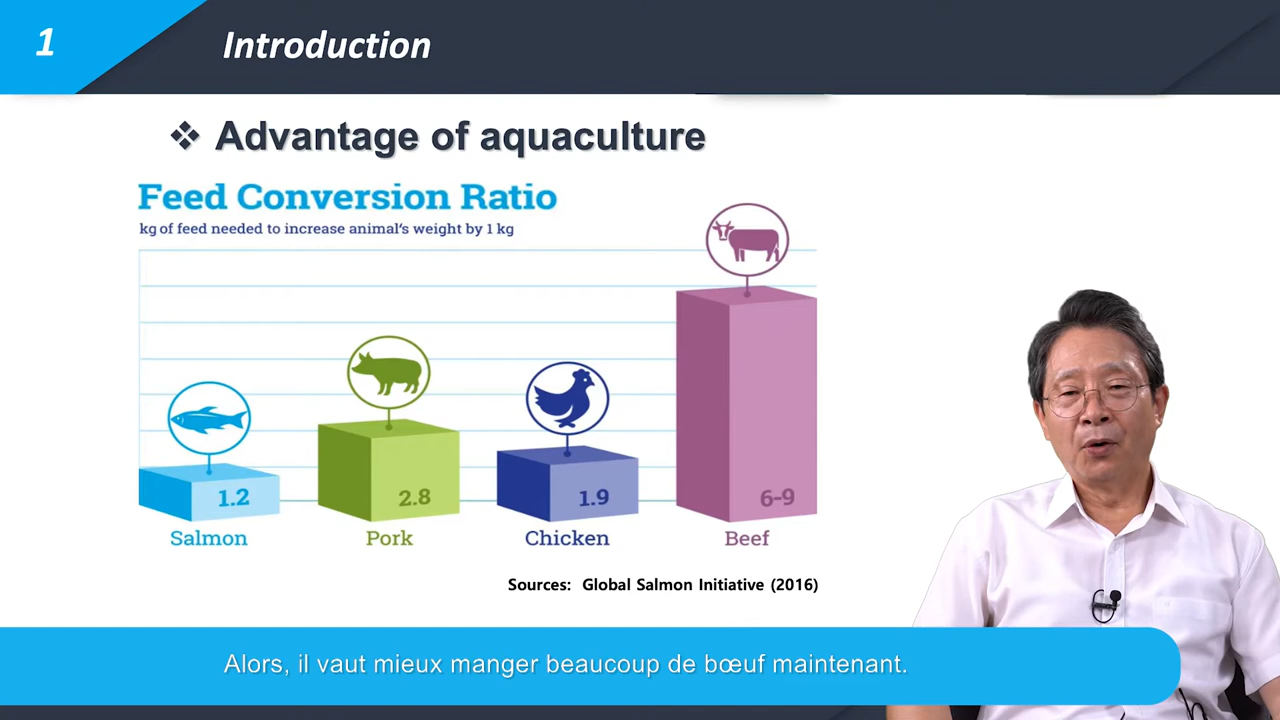 1
Introduction
❖ Advantage of aquaculture
Feed Conversion Ratio
kg of feed needed to increase animal's weight by 1 kg
1.2
2.8
1.9
6-9
Salmon
Pork
Chicken
Beef
Sources: Global Salmon Initiative (2016)
Alors, il vaut mieux manger beaucoup de bœuf maintenant.